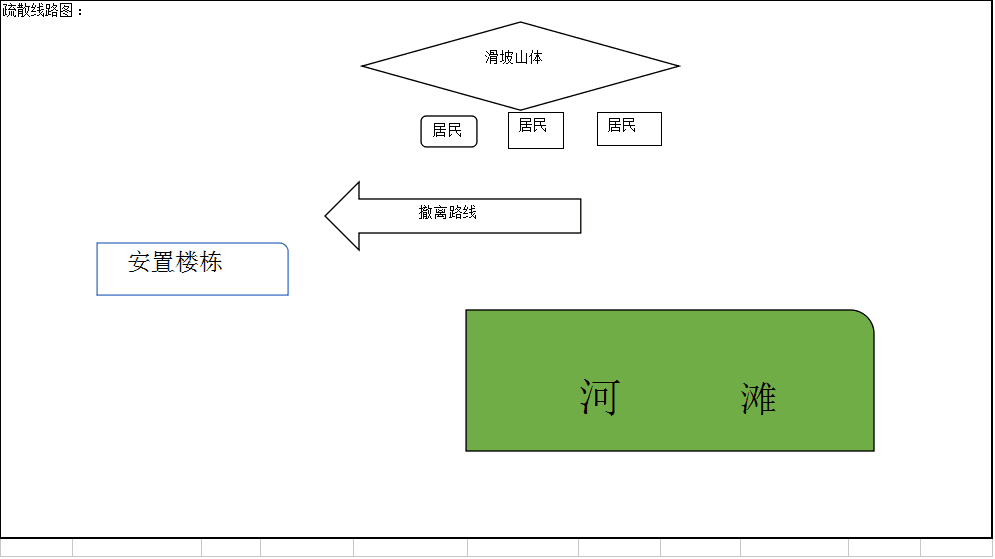 疏散线路图：
滑坡山体
居民
居民
居民
撤离路线
安置楼栋
河 滩